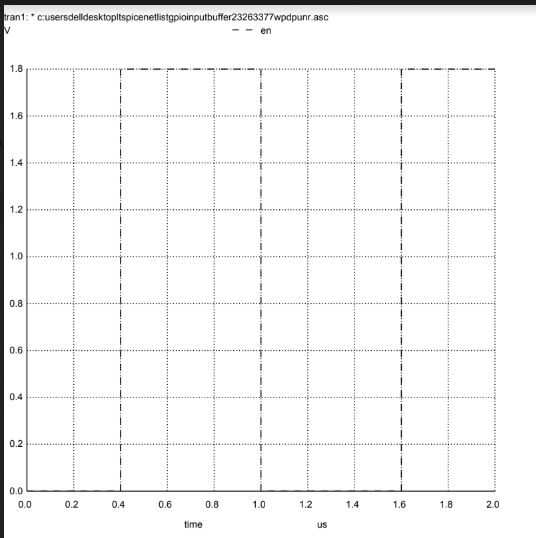 tran1: * c:usersdelldesktopltspicenetlistgpioinputbuffer23263377wpdpunr.asc
V
en
1.8
1.6
1.4
1.2
1.0
0.8
0.6
0.4
0.2
0.0
0.0 0.2 0.4 0.6 0.8 1.0 1.2 1.4 1.6 1.8 2.0
time us